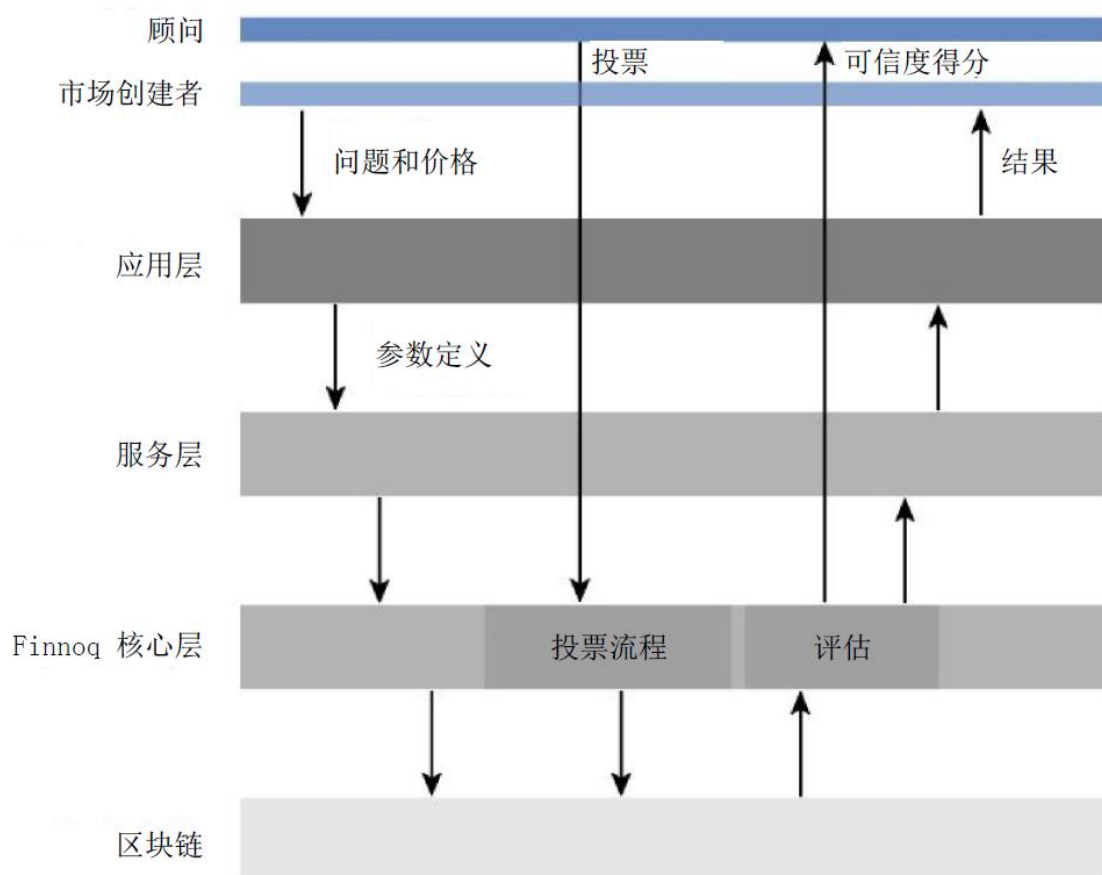 顾问
投票
可信度得分
市场创建者
问题和价格
结果
应用层
参数定义
服务层
Finnoq 核心层
投票流程
评估
区块链